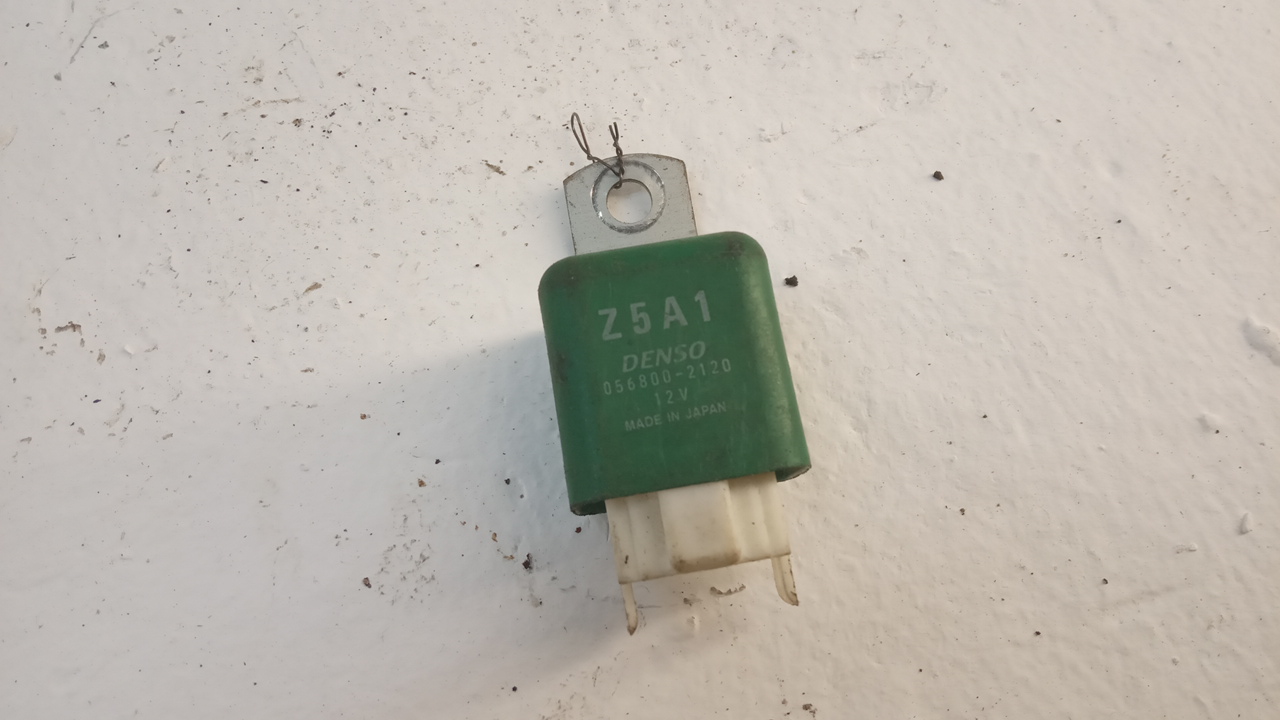 Z5A1
DENSO
056800-2120
12V
MADE IN JAPAN